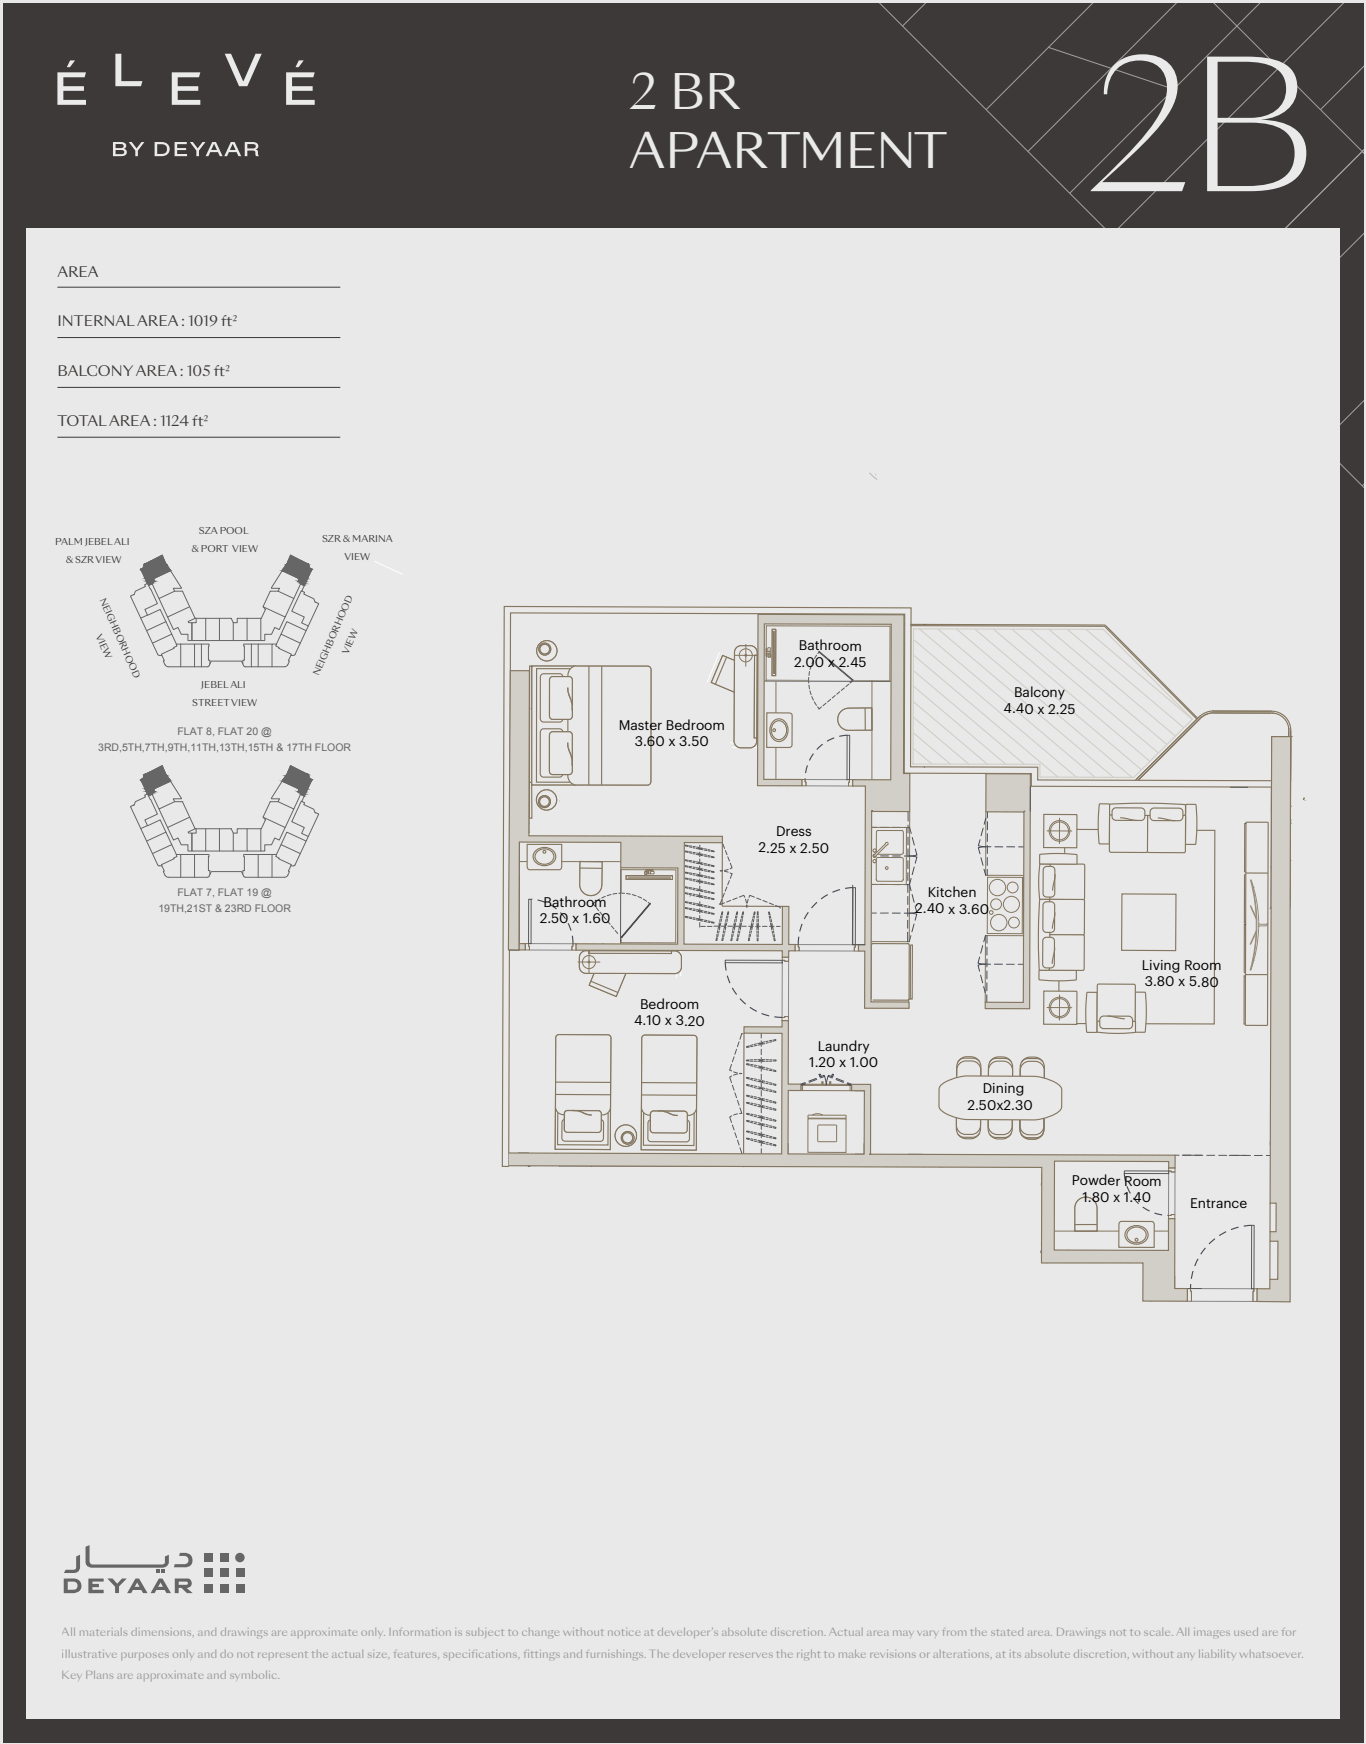 ÉLEVÉ
BY DEYAAR
2 BR
APARTMENT
2B
AREA
INTERNAL AREA : 1019 ft²
BALCONY AREA : 105 ft²
TOTAL AREA : 1124 ft²
SZA POOL
& PORT VIEW
PALM JEBEL ALI
& SZR VIEW
SZR & MARINA
VIEW
NEIGHBORHOOD
VIEW
NEIGHBORHOOD
VIEW
JEBEL ALI
STREET VIEW
FLAT 8, FLAT 20 @
3RD,5TH,7TH,9TH,11TH,13TH,15TH & 17TH FLOOR
FLAT 7, FLAT 19 @
19TH,21ST & 23RD FLOOR
Bathroom
2.00 x 2.45
Balcony
4.40 x 2.25
Master Bedroom
3.60 x 3.50
Dress
2.25 x 2.50
Kitchen
2.40 x 3.60
Bathroom
2.50 x 1.60
Living Room
3.80 x 5.80
Bedroom
4.10 x 3.20
Laundry
1.20 x 1.00
Dining
2.50x2.30
Powder Room
1.80 x 1.40
Entrance
ديار
DEYAAR
All materials dimensions, and drawings are approximate only. Information is subject to change without notice at developer's absolute discretion. Actual area may vary from the stated area. Drawings not to scale. All images used are for
illustrative purposes only and do not represent the actual size, features, specifications, fittings and furnishings. The developer reserves the right to make revisions or alterations, at its absolute discretion, without any liability whatsoever.
Key Plans are approximate and symbolic.